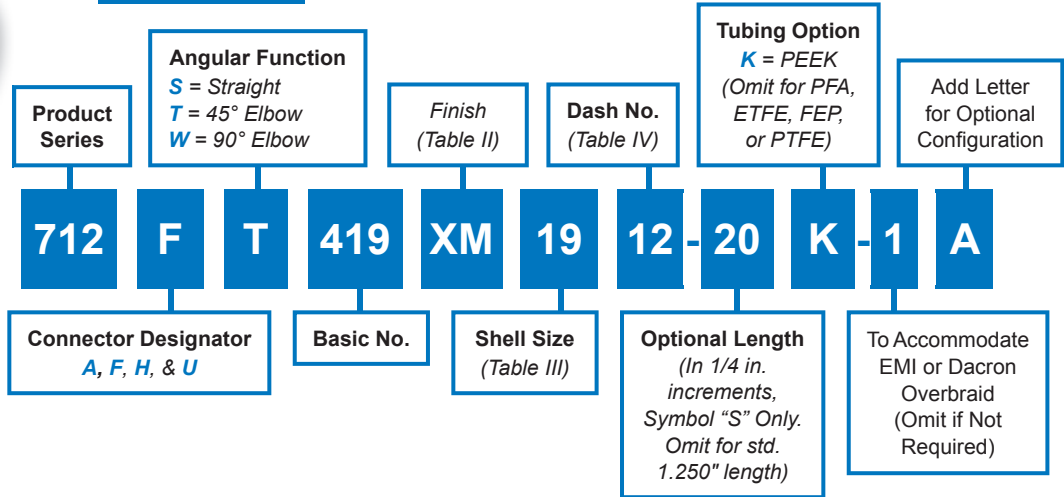 Angular Function
S = Straight
T = 45° Elbow
W = 90° Elbow
Tubing Option
K = PEEK
(Omit for PFA,
ETFE, FEP,
or PTFE)
Product
Series
Finish
(Table II)
Dash No.
(Table IV)
Add Letter
for Optional
Configuration
712 F T 419 XM 19 12 - 20 K - 1 A
Connector Designator
A, F, H, & U
Basic No.
Shell Size
(Table III)
Optional Length
(In 1/4 in.
increments,
Symbol “S” Only.
Omit for std.
1.250" length)
To Accommodate
EMI or Dacron
Overbraid
(Omit if Not
Required)